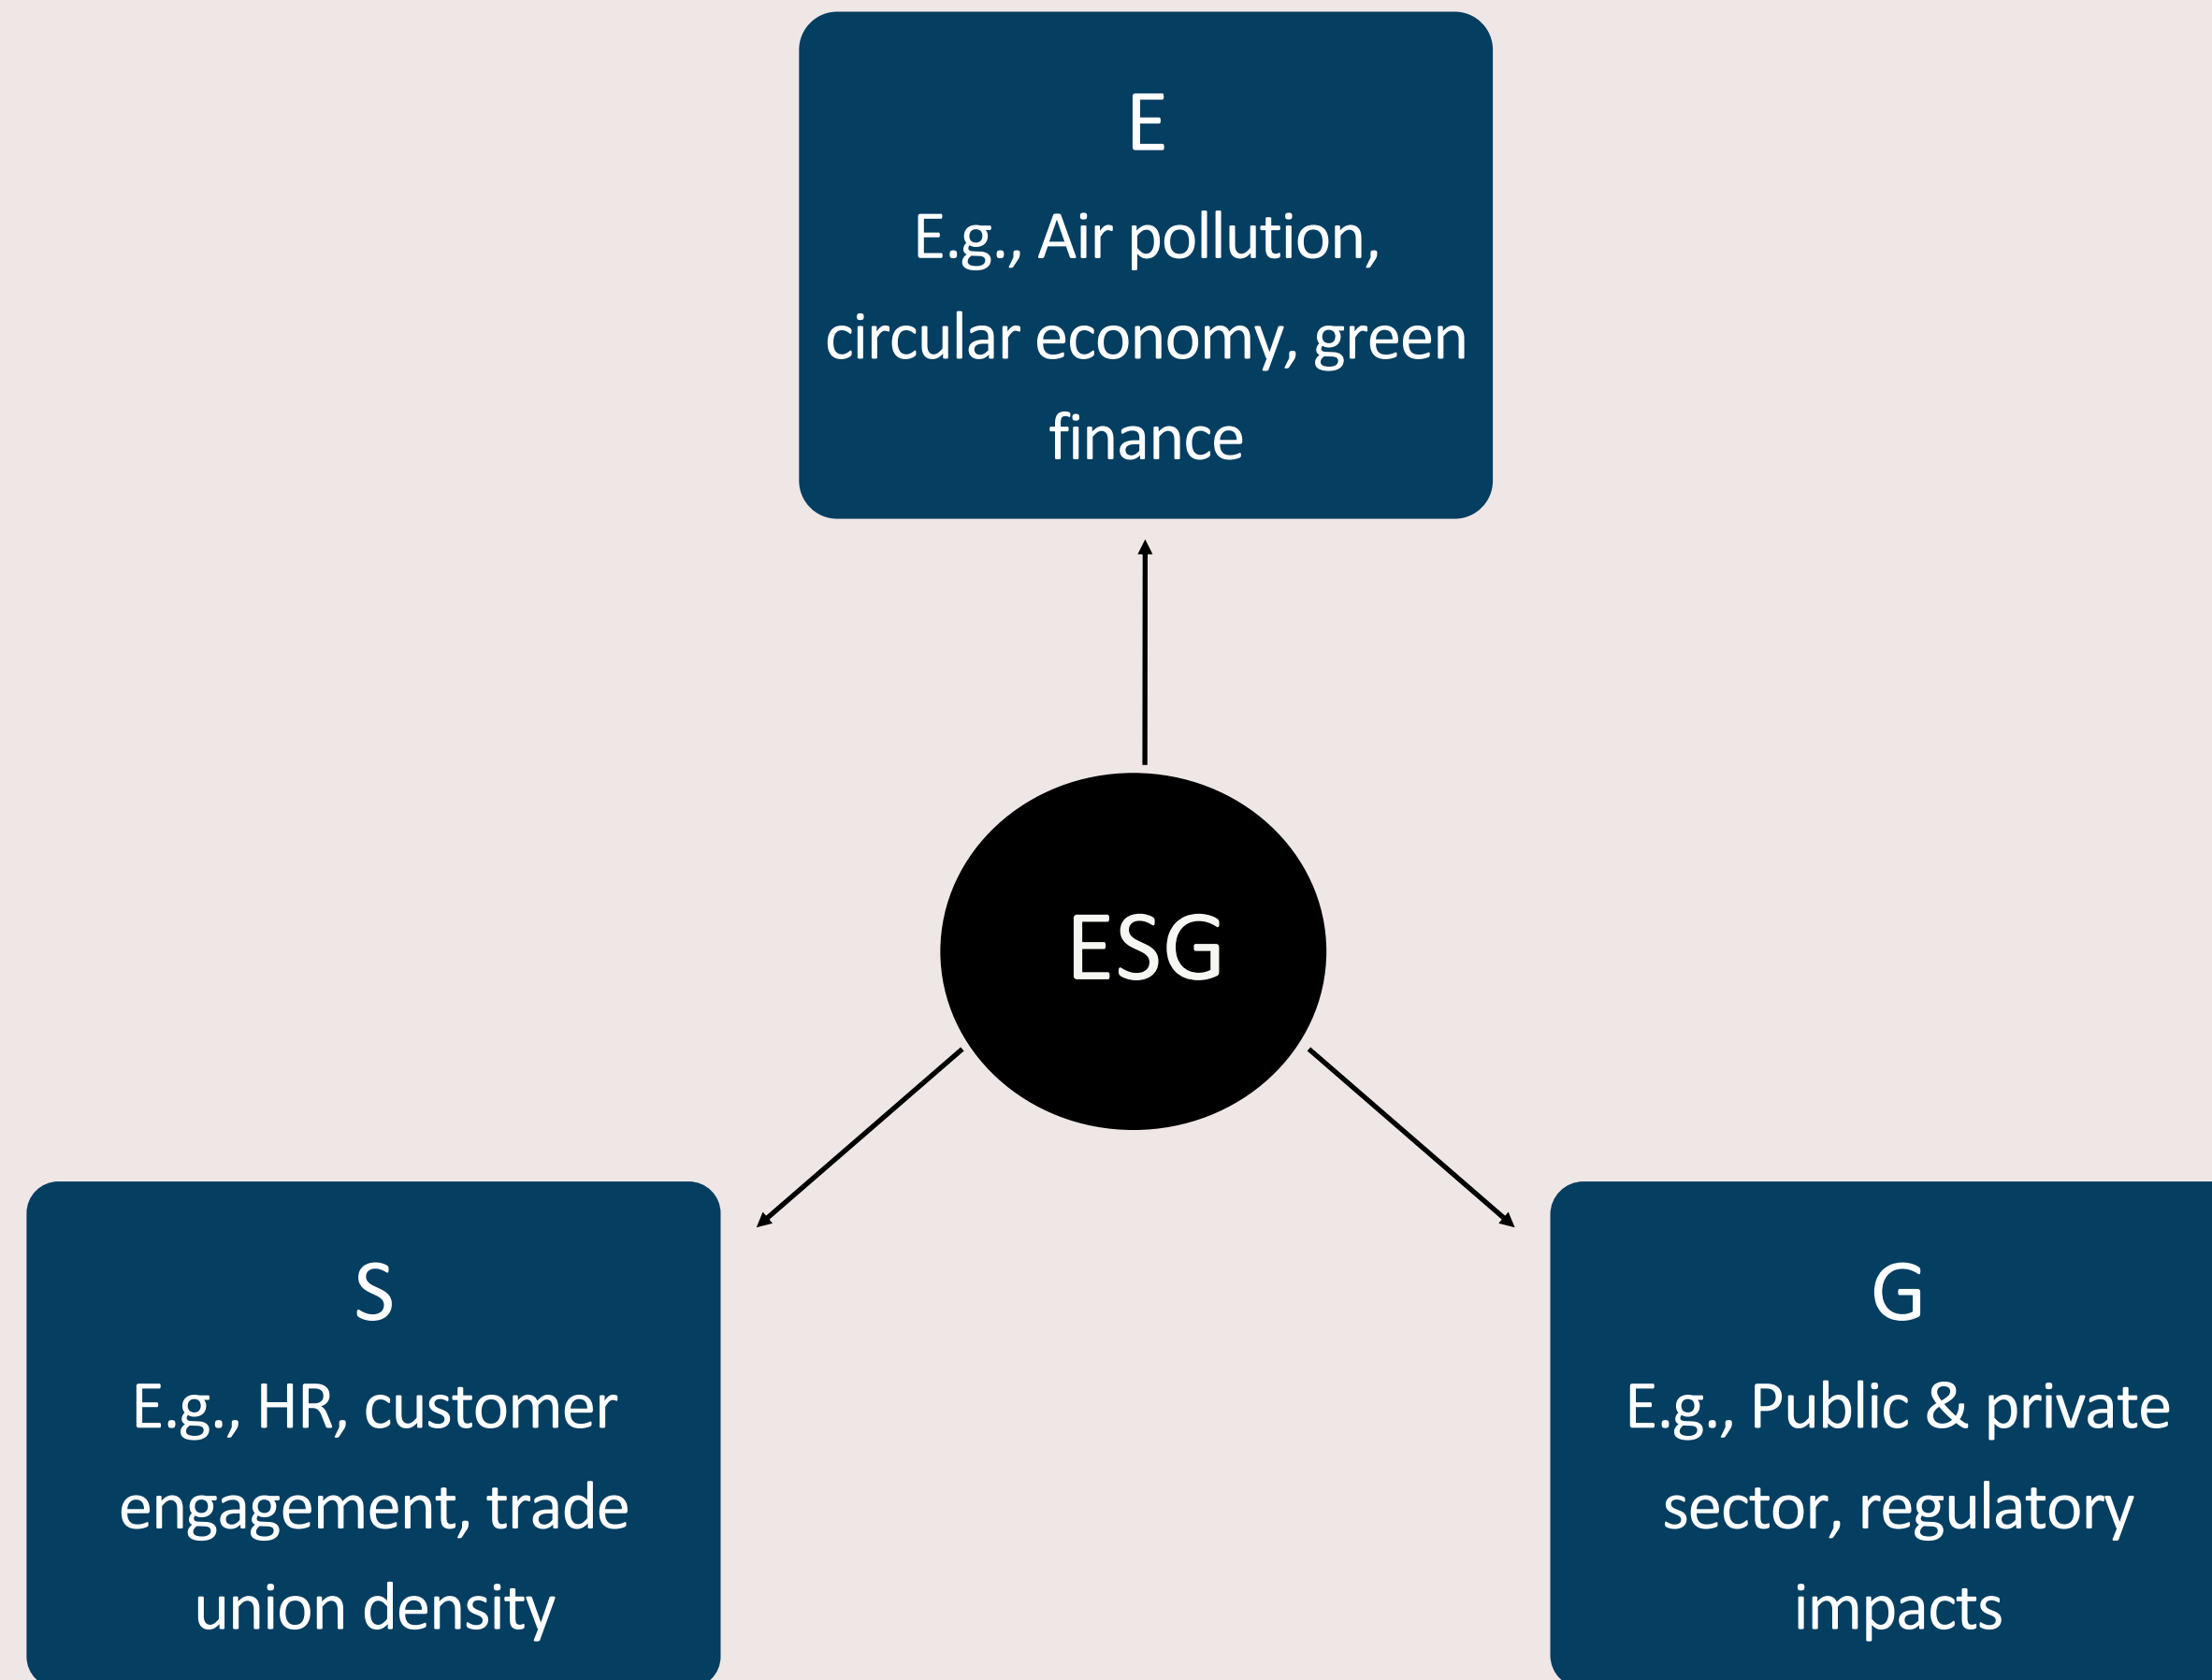 E
E.g., Air pollution,
circular economy, green
finance
ESG
S
E.g., HR, customer
engagement, trade
union density
G
E.g., Public & private
sector, regulatory
impacts